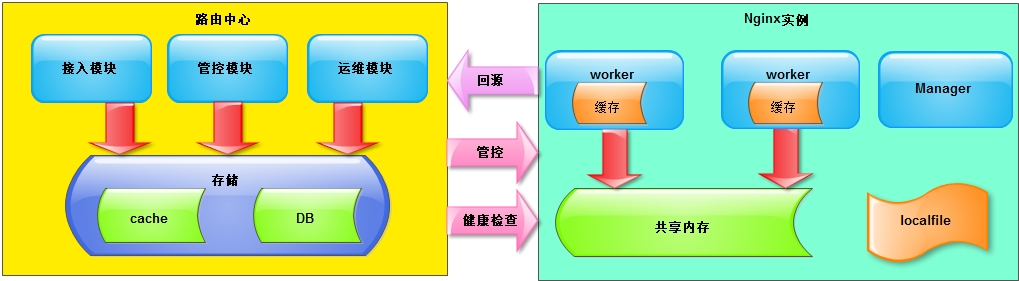 路由中心
接入模块
管控模块
运维模块
存储
cache
DB
回源
管控
健康检查
Nginx实例
worker
缓存
worker
缓存
Manager
共享内存
localfile